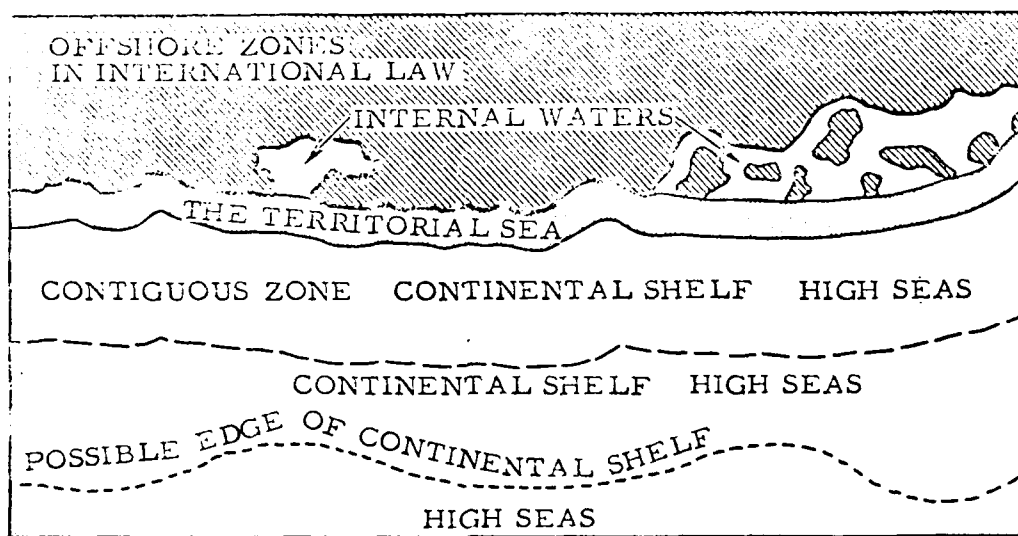 OFFSHORE ZONES
IN INTERNATIONAL LAW
INTERNAL WATERS
THE TERRITORIAL SEA
CONTIGUOUS ZONE CONTINENTAL SHELF HIGH SEAS
CONTINENTAL SHELF HIGH SEAS
POSSIBLE EDGE OF CONTINENTAL SHELF
HIGH SEAS